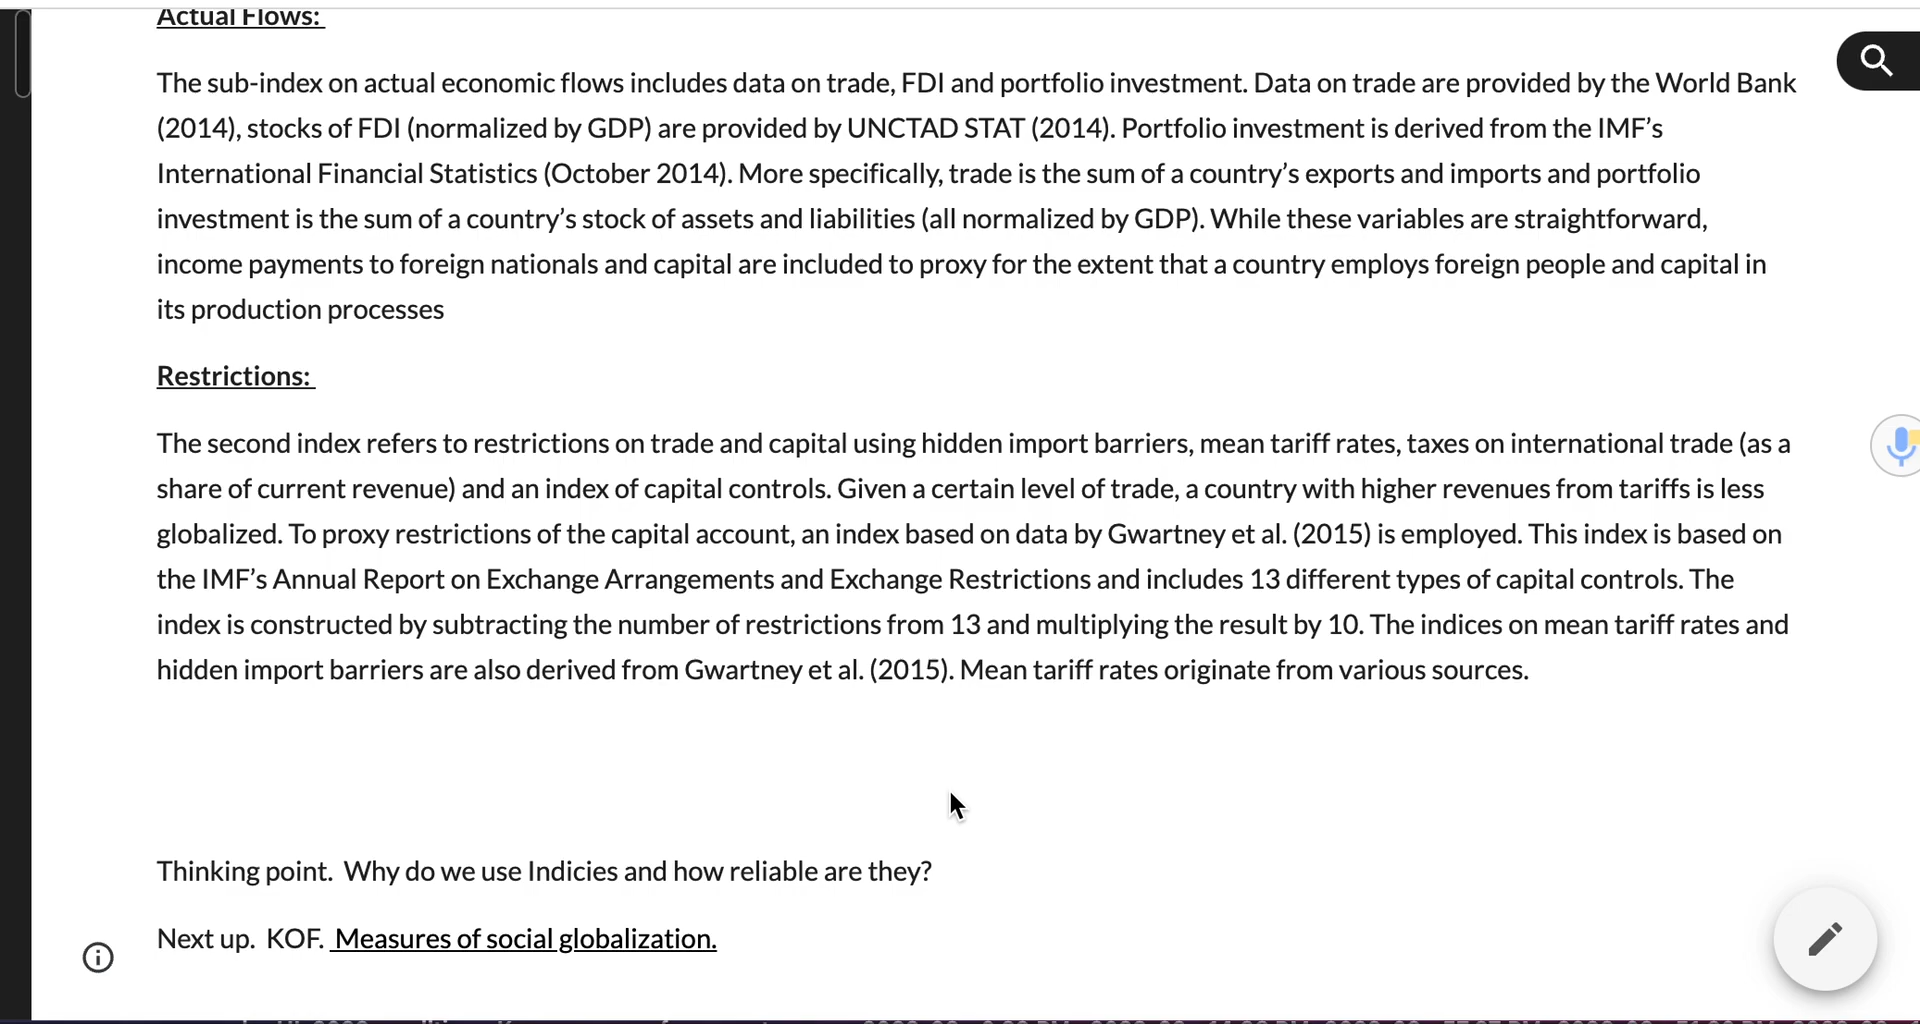 Actual Flows:
The sub-index on actual economic flows includes data on trade, FDI and portfolio investment. Data on trade are provided by the World Bank
(2014), stocks of FDI (normalized by GDP) are provided by UNCTAD STAT (2014). Portfolio investment is derived from the IMF’s
International Financial Statistics (October 2014). More specifically, trade is the sum of a country’s exports and imports and portfolio
investment is the sum of a country’s stock of assets and liabilities (all normalized by GDP). While these variables are straightforward,
income payments to foreign nationals and capital are included to proxy for the extent that a country employs foreign people and capital in
its production processes
Restrictions:
The second index refers to restrictions on trade and capital using hidden import barriers, mean tariff rates, taxes on international trade (as a
share of current revenue) and an index of capital controls. Given a certain level of trade, a country with higher revenues from tariffs is less
globalized. To proxy restrictions of the capital account, an index based on data by Gwartney et al. (2015) is employed. This index is based on
the IMF’s Annual Report on Exchange Arrangements and Exchange Restrictions and includes 13 different types of capital controls. The
index is constructed by subtracting the number of restrictions from 13 and multiplying the result by 10. The indices on mean tariff rates and
hidden import barriers are also derived from Gwartney et al. (2015). Mean tariff rates originate from various sources.
Thinking point.  Why do we use Indicies and how reliable are they?
Next up.  KOF.  Measures of social globalization.